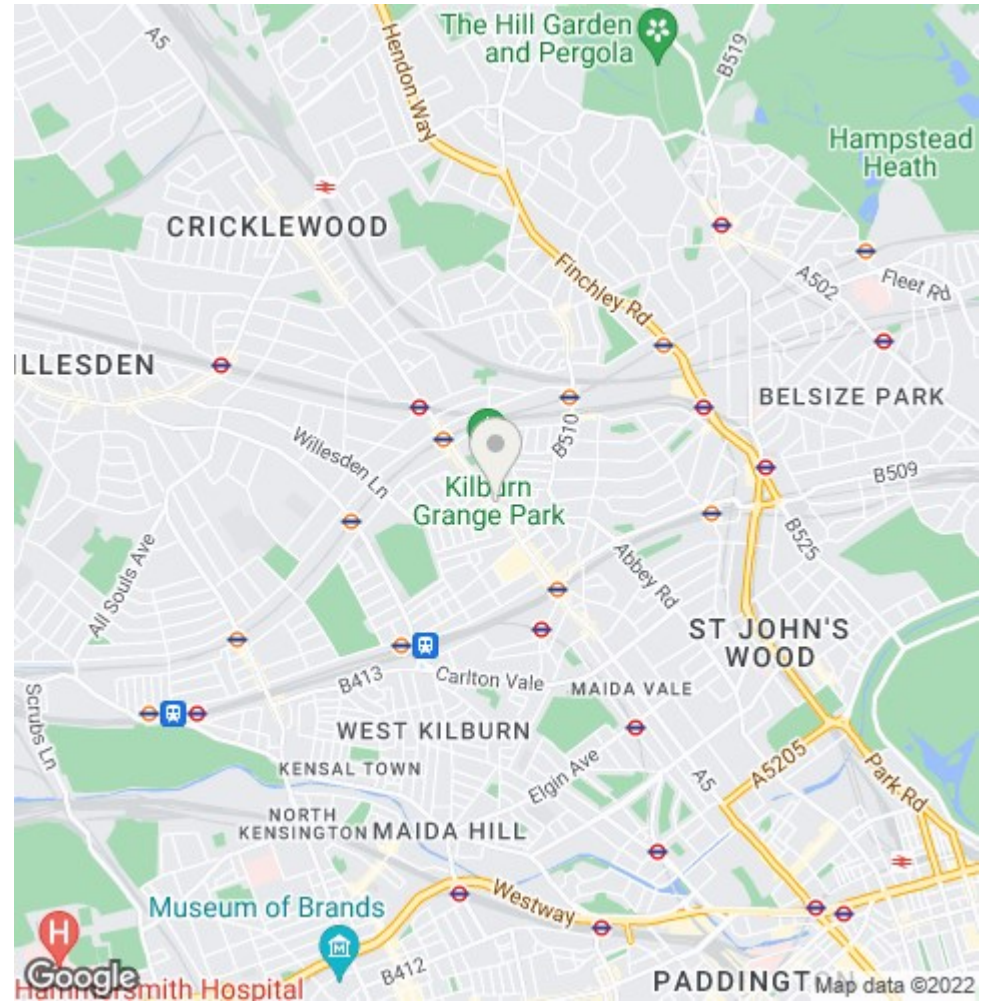 A5
Hendon Way
The Hill Garden
and Pergola
B519
Hampstead
Heath
CRICKLEWOOD
Finchley Rd
A502
Fleet Rd
ILLESDEN
BELSIZE PARK
Willesden Ln
B510
B509
Kilburn
Grange Park
All Souls Ave
Abbey Rd
B525
ST JOHN'S
WOOD
B413
Carlton Vale
MAIDA VALE
Scrubs Ln
WEST KILBURN
KENSAL TOWN
Elgin Ave
A5
A5205
Park Rd
NORTH
KENSINGTON
MAIDA HILL
Museum of Brands
Westway
H
M
Google
Hammersmith Hospital
B412
PADDINGTON
Map data ©2022